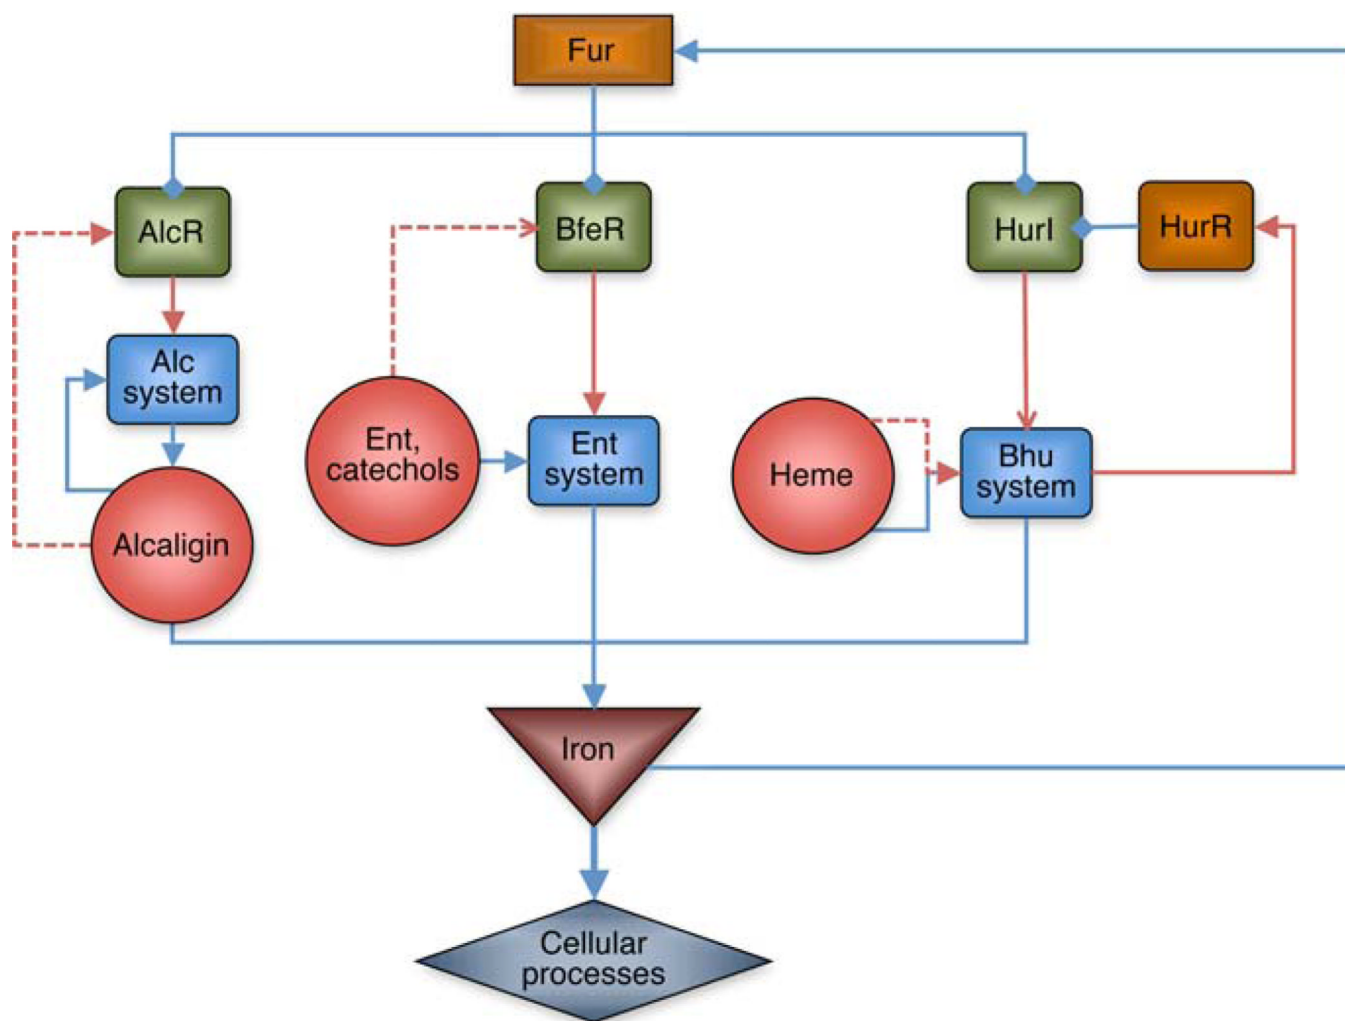 Fur
AlcR
BfeR
HurI
HurR
Alc
system
Ent,
catechols
Ent
system
Heme
Bhu
system
Alcaligin
Iron
Cellular
processes